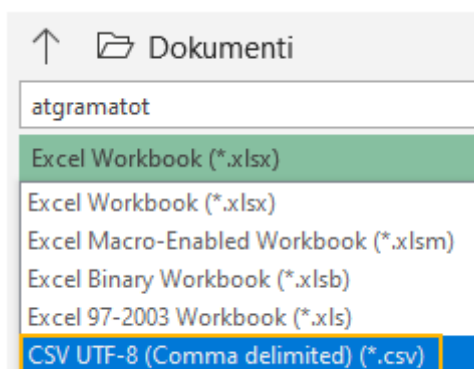 Dokumenti
atgramatot
Excel Workbook (*.xlsx)
Excel Workbook (*.xlsx)
Excel Macro-Enabled Workbook (*.xlsm)
Excel Binary Workbook (*.xlsb)
Excel 97-2003 Workbook (*.xls)
CSV UTF-8 (Comma delimited) (*.csv)